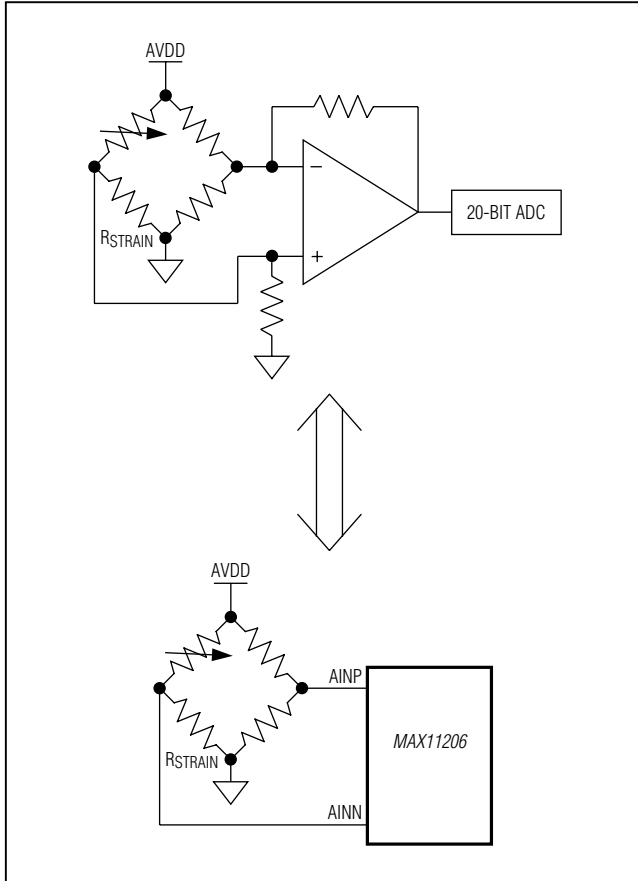 AVDD
−
20-BIT ADC
RSTRAIN
+
AVDD
AINP
MAX11206
RSTRAIN
AINN